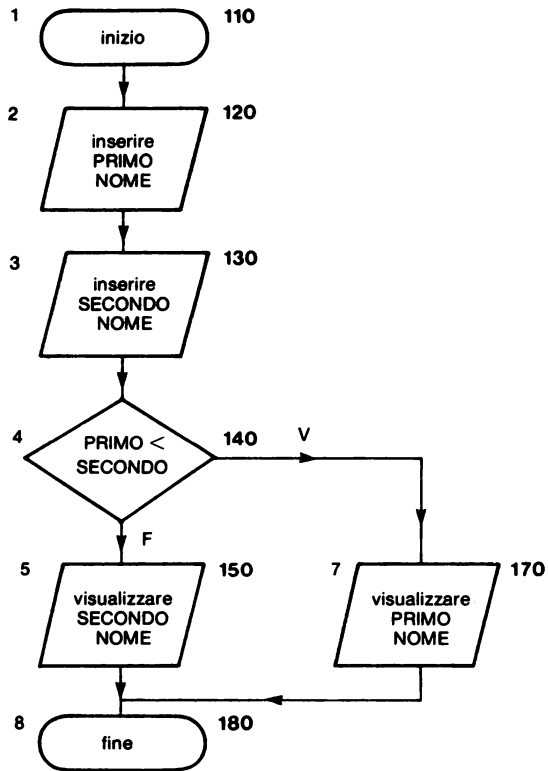 1 110
inizio
2 120
inserire
PRIMO
NOME
3 130
inserire
SECONDO
NOME
4 140 V
PRIMO <
SECONDO
F
5 150
visualizzare
SECONDO
NOME
7 170
visualizzare
PRIMO
NOME
8 180
fine